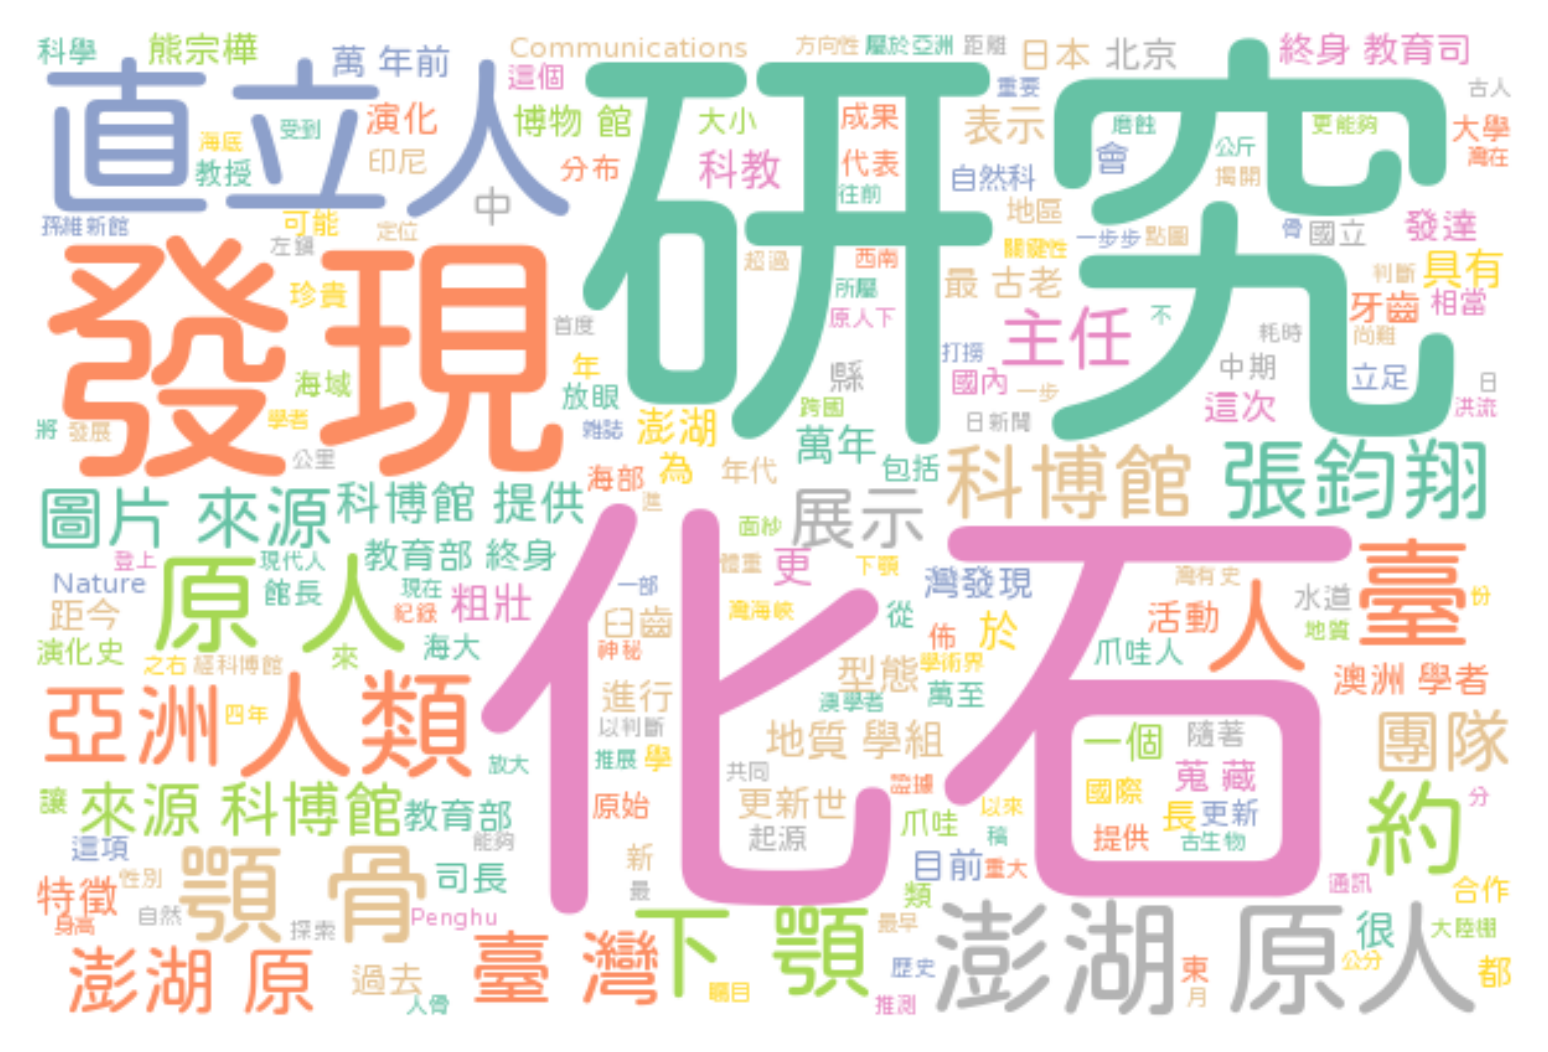 科學 熊宗樺 萬 年前 Communications 方向性 屬於亞洲 距離 日本 北京 終身 教育司
直立人 這個 研究 重要 古人
海底 受到 演化 博物 館 大小 成果 表示 磨蝕 更能夠 大學
教授 印尼 分布 科教 代表 自然科 會 公斤 灣在
往前 揭開
孫維新館 可能 中 地區 骨 國立 發達
左鎮 定位 關鍵性 一步步 點圖
發現 超過 西南 最 古老 判斷 具有
珍貴 所屬 牙齒 相當
首度 原人下 主任 不 耗時 尚難
年 打撈 中期 立足
海域 放眼 縣 國內 一步 日
學者 跨國 這次 洪流
將 發展 雜誌 澎湖 日新聞
公里 萬年
海部 為 年代 包括 科博館 張鈞翔
圖片 來源 科博館 提供 進 展示
面紗
登上 現代人 教育部 終身 化石 體重 更 下顎 臺
Nature 原人 館長 現在 一部 灣發現 灣有史 水道 份
距今 紀錄 粗壯 臼齒 灣海峽 從 活動 人 地質
演化史 海大 神秘 佈 於 爪哇人
之右 經科博館 來 型態 學術界 澳洲 學者
亞洲 人類 進行 澳學者 萬至
四年 以判斷 地質 學組 一個 隨著 團隊
放大 推展 學
共同 證據 國際 蒐 藏
讓 來源 科博館 教育部 原始 更新世 以來 長 更新 約 分
這項 能夠 起源 爪哇 稿 提供 古生物
顎 骨 新 目前 重大
特徵 性別 司長 最 類 通訊 合作
身高 自然 探索 Penghu 下 顎 最早 澎湖 原人 很 大陸棚
澎湖 原 過去 臺 灣 歷史 東 公分 都
人骨 矚目 推測 月